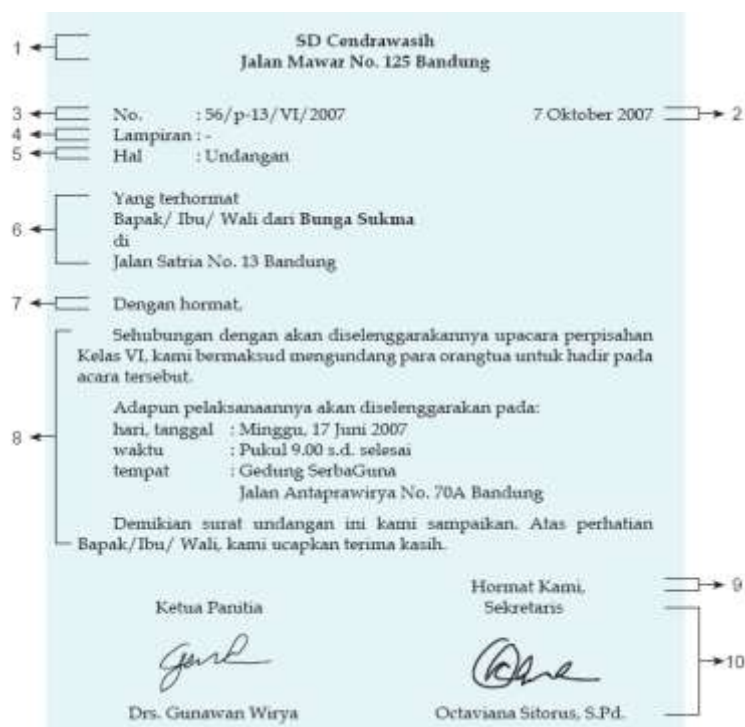 1
SD Cendrawasih
Jalan Mawar No. 125 Bandung
3 No. : 56/p-13/VI/2007 7 Oktober 2007 2
4 Lampiran : -
5 Hal : Undangan
6
Yang terhormat
Bapak/ Ibu/ Wali dari Bunga Sukma
di
Jalan Satria No. 13 Bandung
7 Dengan hormat,
8
Sehubungan dengan akan diselenggarakannya upacara perpisahan
Kelas VI, kami bermaksud mengundang para orangtua untuk hadir pada
acara tersebut.
Adapun pelaksanaannya akan diselenggarakan pada:
hari, tanggal : Minggu, 17 Juni 2007
waktu : Pukul 9.00 s.d. selesai
tempat : Gedung SerbaGuna
Jalan Antaprawirya No. 70A Bandung
Demikian surat undangan ini kami sampaikan. Atas perhatian
Bapak/Ibu/ Wali, kami ucapkan terima kasih.
Hormat Kami, 9
Ketua Panitia Sekretaris
10
Drs. Gunawan Wirya Octaviana Sitorus, S.Pd.